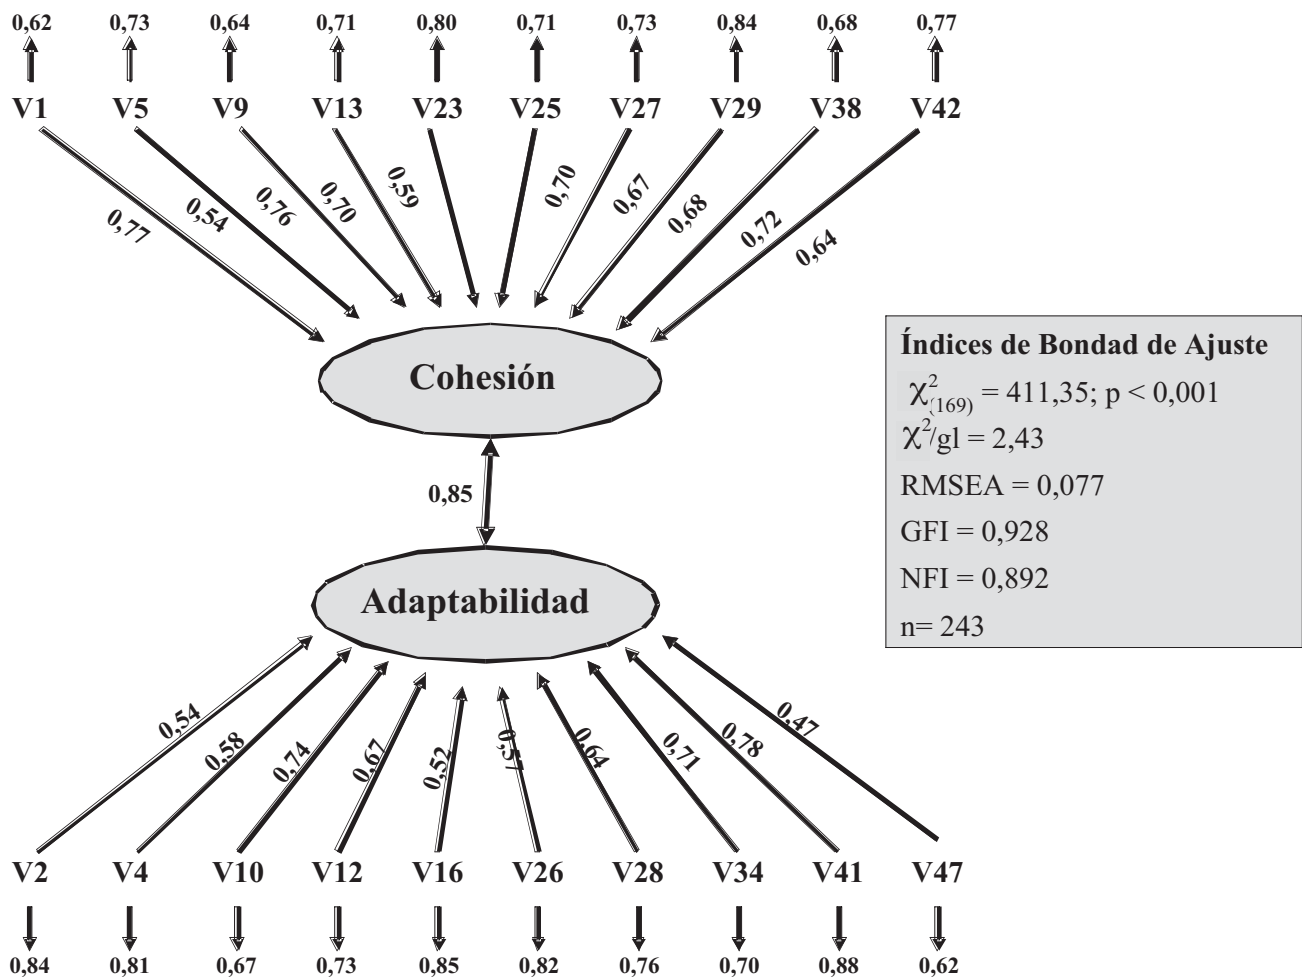 0,62 0,73 0,64 0,71 0,80 0,71 0,73 0,84 0,68 0,77
V1 V5 V9 V13 V23 V25 V27 V29 V38 V42
0,77 0,54 0,76 0,70 0,59 0,70 0,67 0,68 0,72 0,64
Cohesión
0,85
Adaptabilidad
0,54 0,58 0,74 0,67 0,52 0,57 0,64 0,71 0,78 0,47
V2 V4 V10 V12 V16 V26 V28 V34 V41 V47
0,84 0,81 0,67 0,73 0,85 0,82 0,76 0,70 0,88 0,62
Índices de Bondad de Ajuste
χ²(169) = 411,35; p < 0,001
χ²/gl = 2,43
RMSEA = 0,077
GFI = 0,928
NFI = 0,892
n= 243